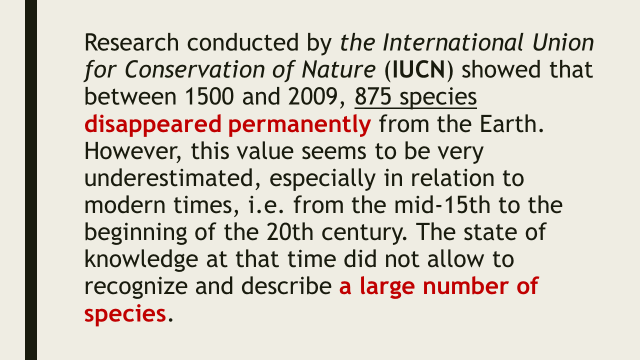 Research conducted by the International Union
for Conservation of Nature (IUCN) showed that
between 1500 and 2009, 875 species
disappeared permanently from the Earth.
However, this value seems to be very
underestimated, especially in relation to
modern times, i.e. from the mid-15th to the
beginning of the 20th century. The state of
knowledge at that time did not allow to
recognize and describe a large number of
species.